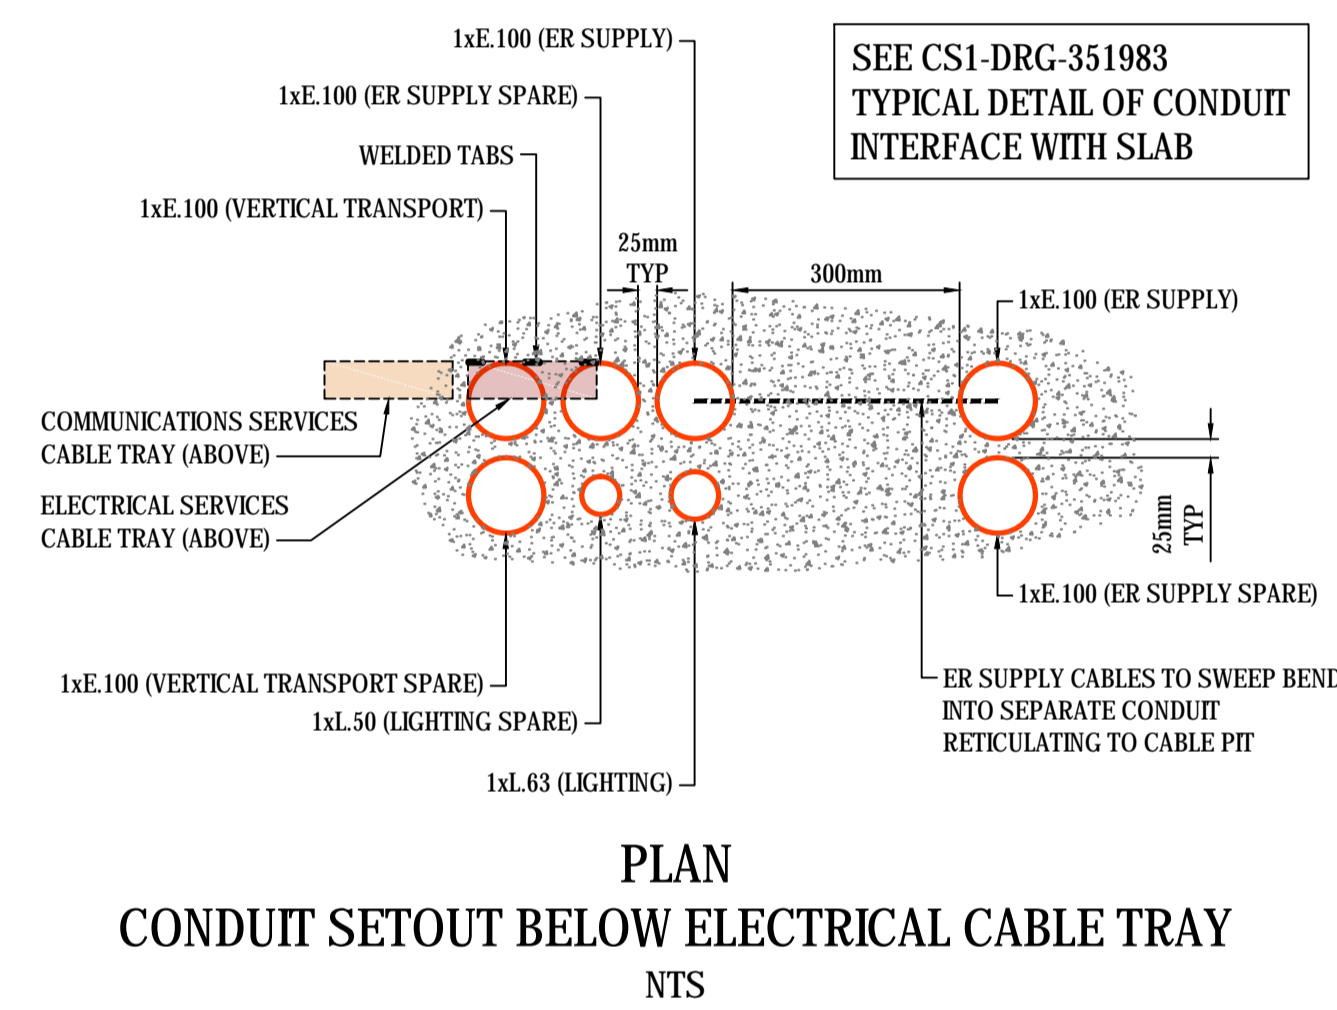 1xE.100 (ER SUPPLY)
1xE.100 (ER SUPPLY SPARE)
WELDED TABS
1xE.100 (VERTICAL TRANSPORT)
SEE CS1-DRG-351983
TYPICAL DETAIL OF CONDUIT
INTERFACE WITH SLAB
25mm
TYP
300mm
1xE.100 (ER SUPPLY)
COMMUNICATIONS SERVICES
CABLE TRAY (ABOVE)
ELECTRICAL SERVICES
CABLE TRAY (ABOVE)
25mm
TYP
1xE.100 (ER SUPPLY SPARE)
1xE.100 (VERTICAL TRANSPORT SPARE)
1xL.50 (LIGHTING SPARE)
1xL.63 (LIGHTING)
ER SUPPLY CABLES TO SWEEP BEND
INTO SEPARATE CONDUIT
RETICULATING TO CABLE PIT
PLAN
CONDUIT SETOUT BELOW ELECTRICAL CABLE TRAY
NTS